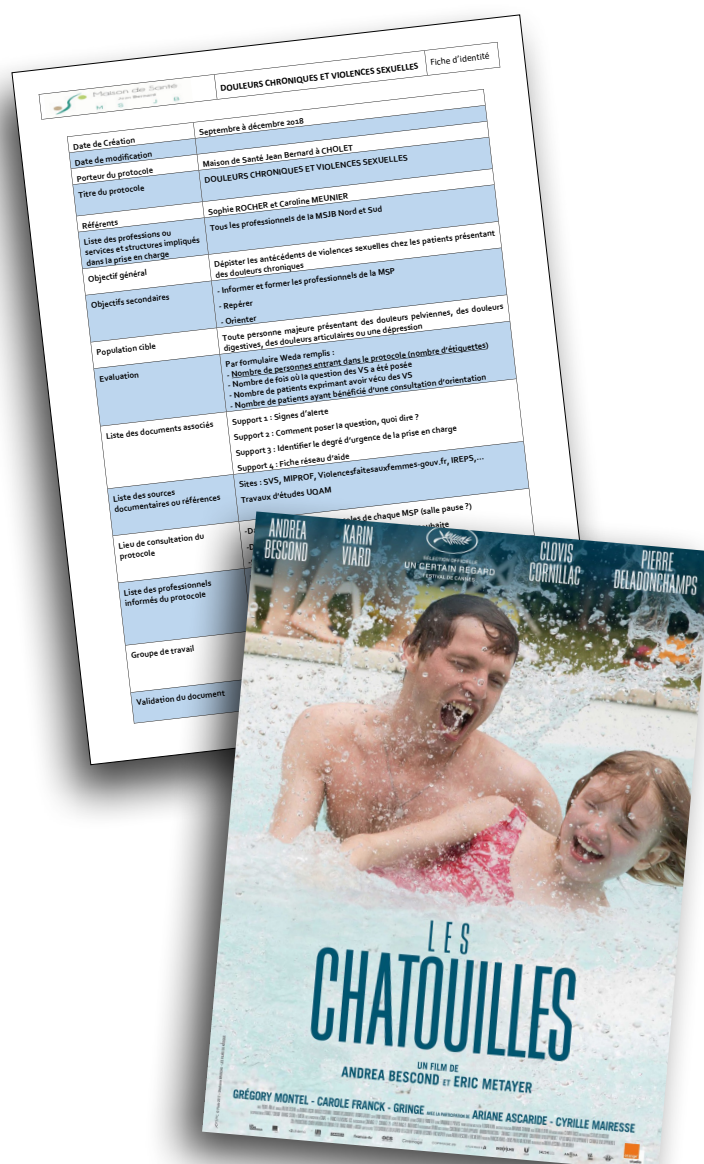 Maison de Santé
Jean Bernard
M S J B
DOULEURS CHRONIQUES ET VIOLENCES SEXUELLES
Fiche d'identité
Date de Création
Septembre à décembre 2018
Date de modification
Porteur du protocole
Maison de Santé Jean Bernard à CHOLET
Titre du protocole
DOULEURS CHRONIQUES ET VIOLENCES SEXUELLES
Référents
Sophie ROCHER et Caroline MEUNIER
Liste des professions ou
services et structures impliqués
dans la prise en charge
Tous les professionnels de la MSJB Nord et Sud
Objectif général
Dépister les antécédents de violences sexuelles chez les patients présentant
des douleurs chroniques
Objectifs secondaires
- Informer et former les professionnels de la MSP
- Repérer
- Orienter
Population cible
Toute personne majeure présentant des douleurs pelviennes, des douleurs
digestives, des douleurs articulaires ou une dépression
Evaluation
Par formulaire Weda remplis :
- Nombre de personnes entrant dans le protocole (nombre d'étiquettes)
- Nombre de fois où la question des VS a été posée
- Nombre de patients exprimant avoir vécu des VS
- Nombre de patients ayant bénéficié d'une consultation d'orientation
Liste des documents associés
Support 1 : Signes d'alerte
Support 2 : Comment poser la question, quoi dire ?
Support 3 : Identifier le degré d'urgence de la prise en charge
Support 4 : Fiche réseau d'aide
Liste des sources
documentaires ou références
Sites : SVS, MIPROF, Violencesfaitesauxfemmes-gouv.fr, IREPS,...
Travaux d'études UQAM
Lieu de consultation du
protocole
de chaque MSP (salle pause ?)
souhaite
Liste des professionnels
informés du protocole
Groupe de travail
Validation du document
ANDREA
BESCOND
KARIN
VIARD
SÉLECTION OFFICIELLE
UN CERTAIN REGARD
FESTIVAL DE CANNES
CLOVIS
CORNILLAC
PIERRE
DELADONCHAMPS
LES
CHATOUILLES
UN FILM DE
ANDREA BESCOND ET ERIC METAYER
GRÉGORY MONTEL - CAROLE FRANCK - GRINGE AVEC LA PARTICIPATION DE ARIANE ASCARIDE - CYRILLE MAIRESSE